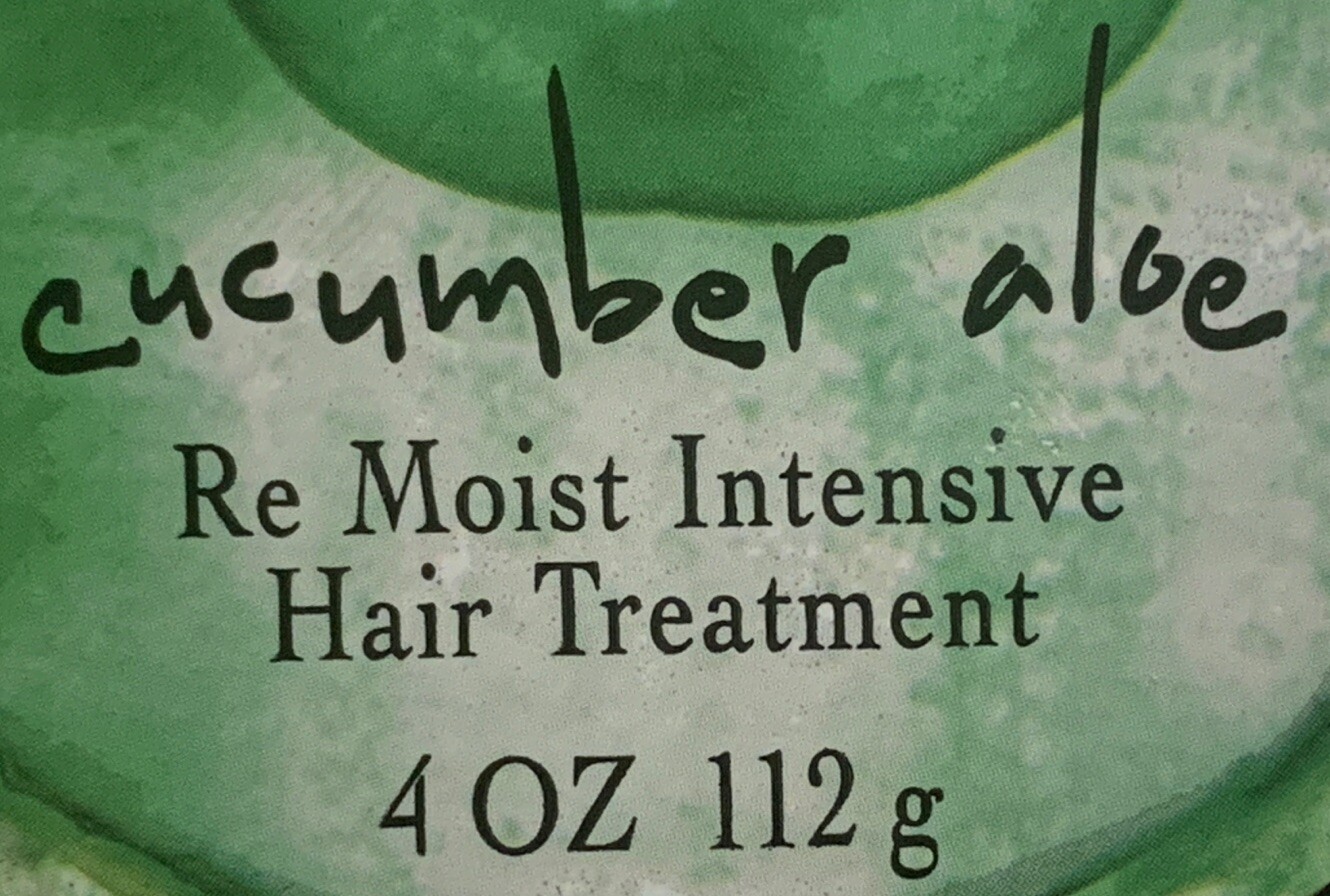 cucumber aloe
Re Moist Intensive
Hair Treatment
4 OZ 112 g